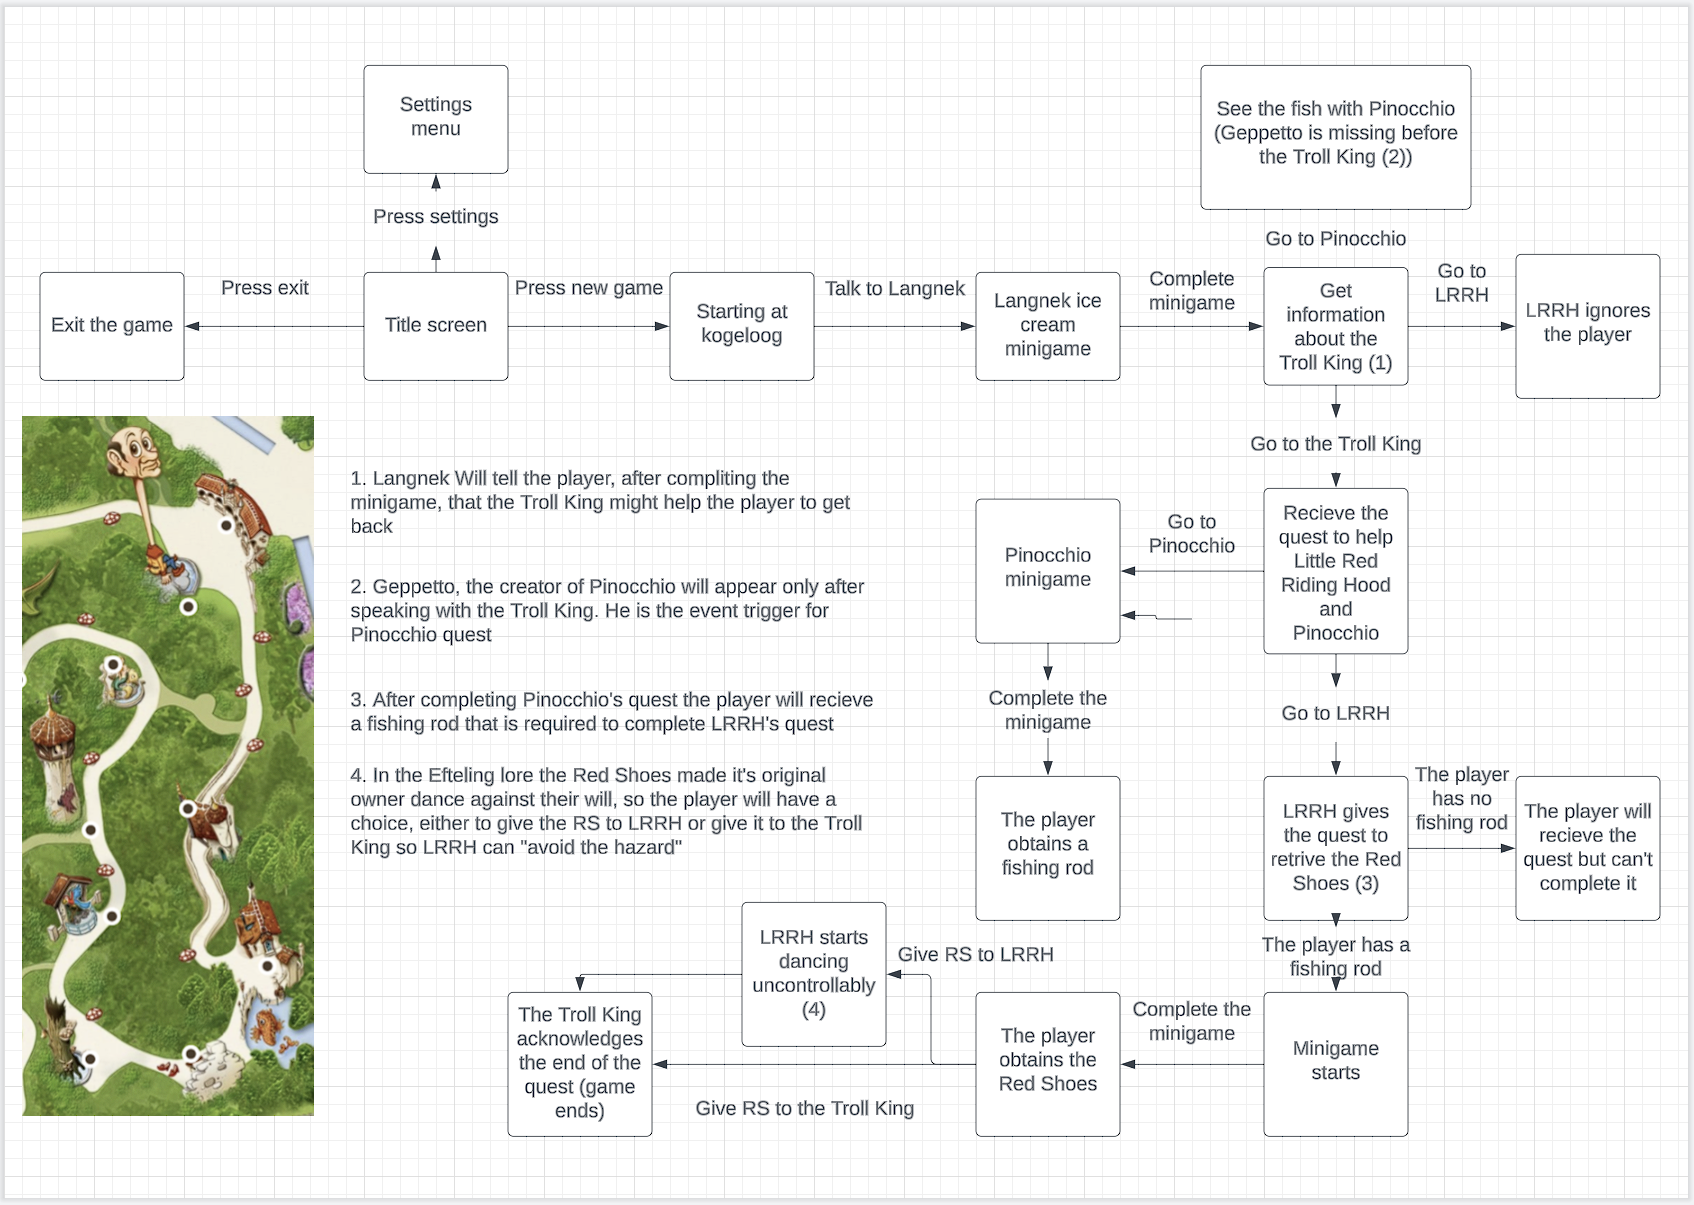 Settings
menu
See the fish with Pinocchio
(Geppetto is missing before
the Troll King (2))
Press settings
Go to Pinocchio
Press exit
Press new game
Talk to Langnek
Complete
minigame
Go to
LRRH
Exit the game
Title screen
Starting at
kogeloog
Langnek ice
cream
minigame
Get
information
about the
Troll King (1)
LRRH ignores
the player
Go to the Troll King
1. Langnek Will tell the player, after compliting the
minigame, that the Troll King might help the player to get
back
2. Geppetto, the creator of Pinocchio will appear only after
speaking with the Troll King. He is the event trigger for
Pinocchio quest
3. After completing Pinocchio's quest the player will recieve
a fishing rod that is required to complete LRRH's quest
4. In the Efteling lore the Red Shoes made it's original
owner dance against their will, so the player will have a
choice, either to give the RS to LRRH or give it to the Troll
King so LRRH can "avoid the hazard"
Pinocchio
minigame
Go to
Pinocchio
Recieve the
quest to help
Little Red
Riding Hood
and
Pinocchio
Complete the
minigame
Go to LRRH
The player
obtains a
fishing rod
LRRH gives
the quest to
retrive the Red
Shoes (3)
The player
has no
fishing rod
The player will
recieve the
quest but can't
complete it
The player has a
fishing rod
LRRH starts
dancing
uncontrollably
(4)
Give RS to LRRH
The Troll King
acknowledges
the end of the
quest (game
ends)
Give RS to the Troll King
The player
obtains the
Red Shoes
Complete the
minigame
Minigame
starts